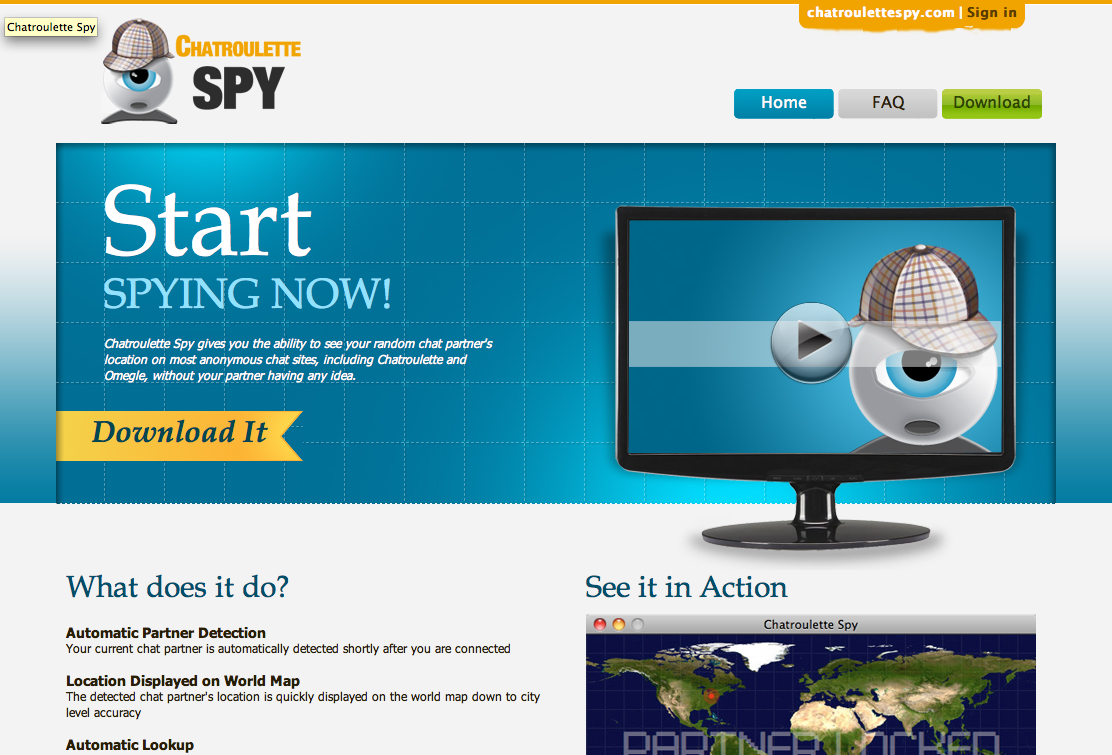 chatroulettespy.com | Sign in
Chatroulette Spy
CHATROULETTE
SPY
Home
FAQ
Download
Start
SPYING NOW!
Chatroulette Spy gives you the ability to see your random chat partner's
location on most anonymous chat sites, including Chatroulette and
Omegle, without your partner having any idea.
Download It
What does it do?
Automatic Partner Detection
Your current chat partner is automatically detected shortly after you are connected
Location Displayed on World Map
The detected chat partner's location is quickly displayed on the world map down to city
level accuracy
Automatic Lookup
See it in Action
Chatroulette Spy
PARTNER LOCKED